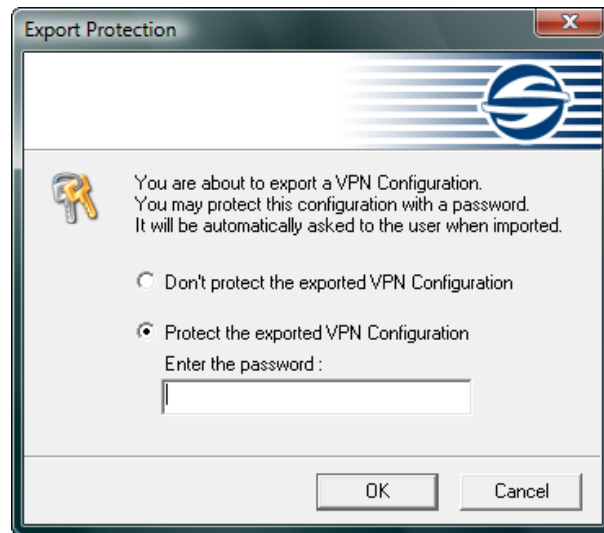 Export Protection
You are about to export a VPN Configuration.
You may protect this configuration with a password.
It will be automatically asked to the user when imported.
Don't protect the exported VPN Configuration
Protect the exported VPN Configuration
Enter the password :
OK
Cancel